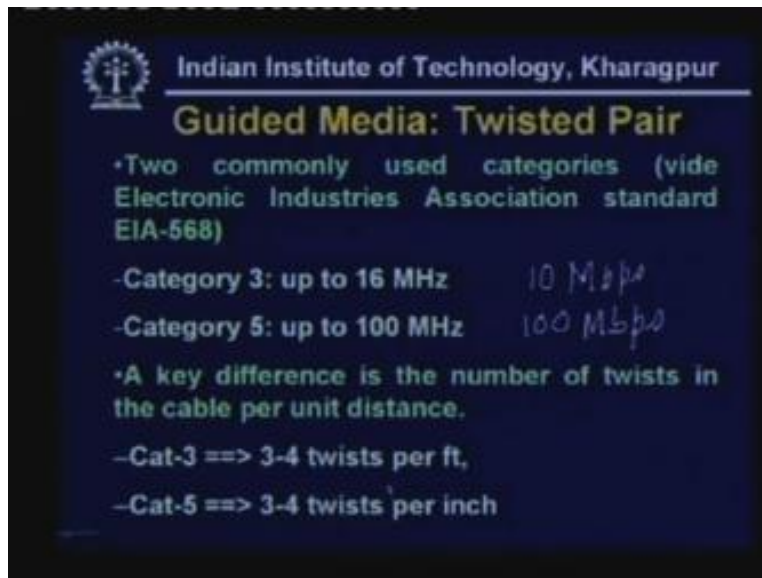 Indian Institute of Technology, Kharagpur
Guided Media: Twisted Pair
•Two commonly used categories (vide
Electronic Industries Association standard
EIA-568)
-Category 3: up to 16 MHz 10 Mbps
-Category 5: up to 100 MHz 100 Mbps
•A key difference is the number of twists in
the cable per unit distance.
–Cat-3 ==> 3-4 twists per ft,
–Cat-5 ==> 3-4 twists per inch